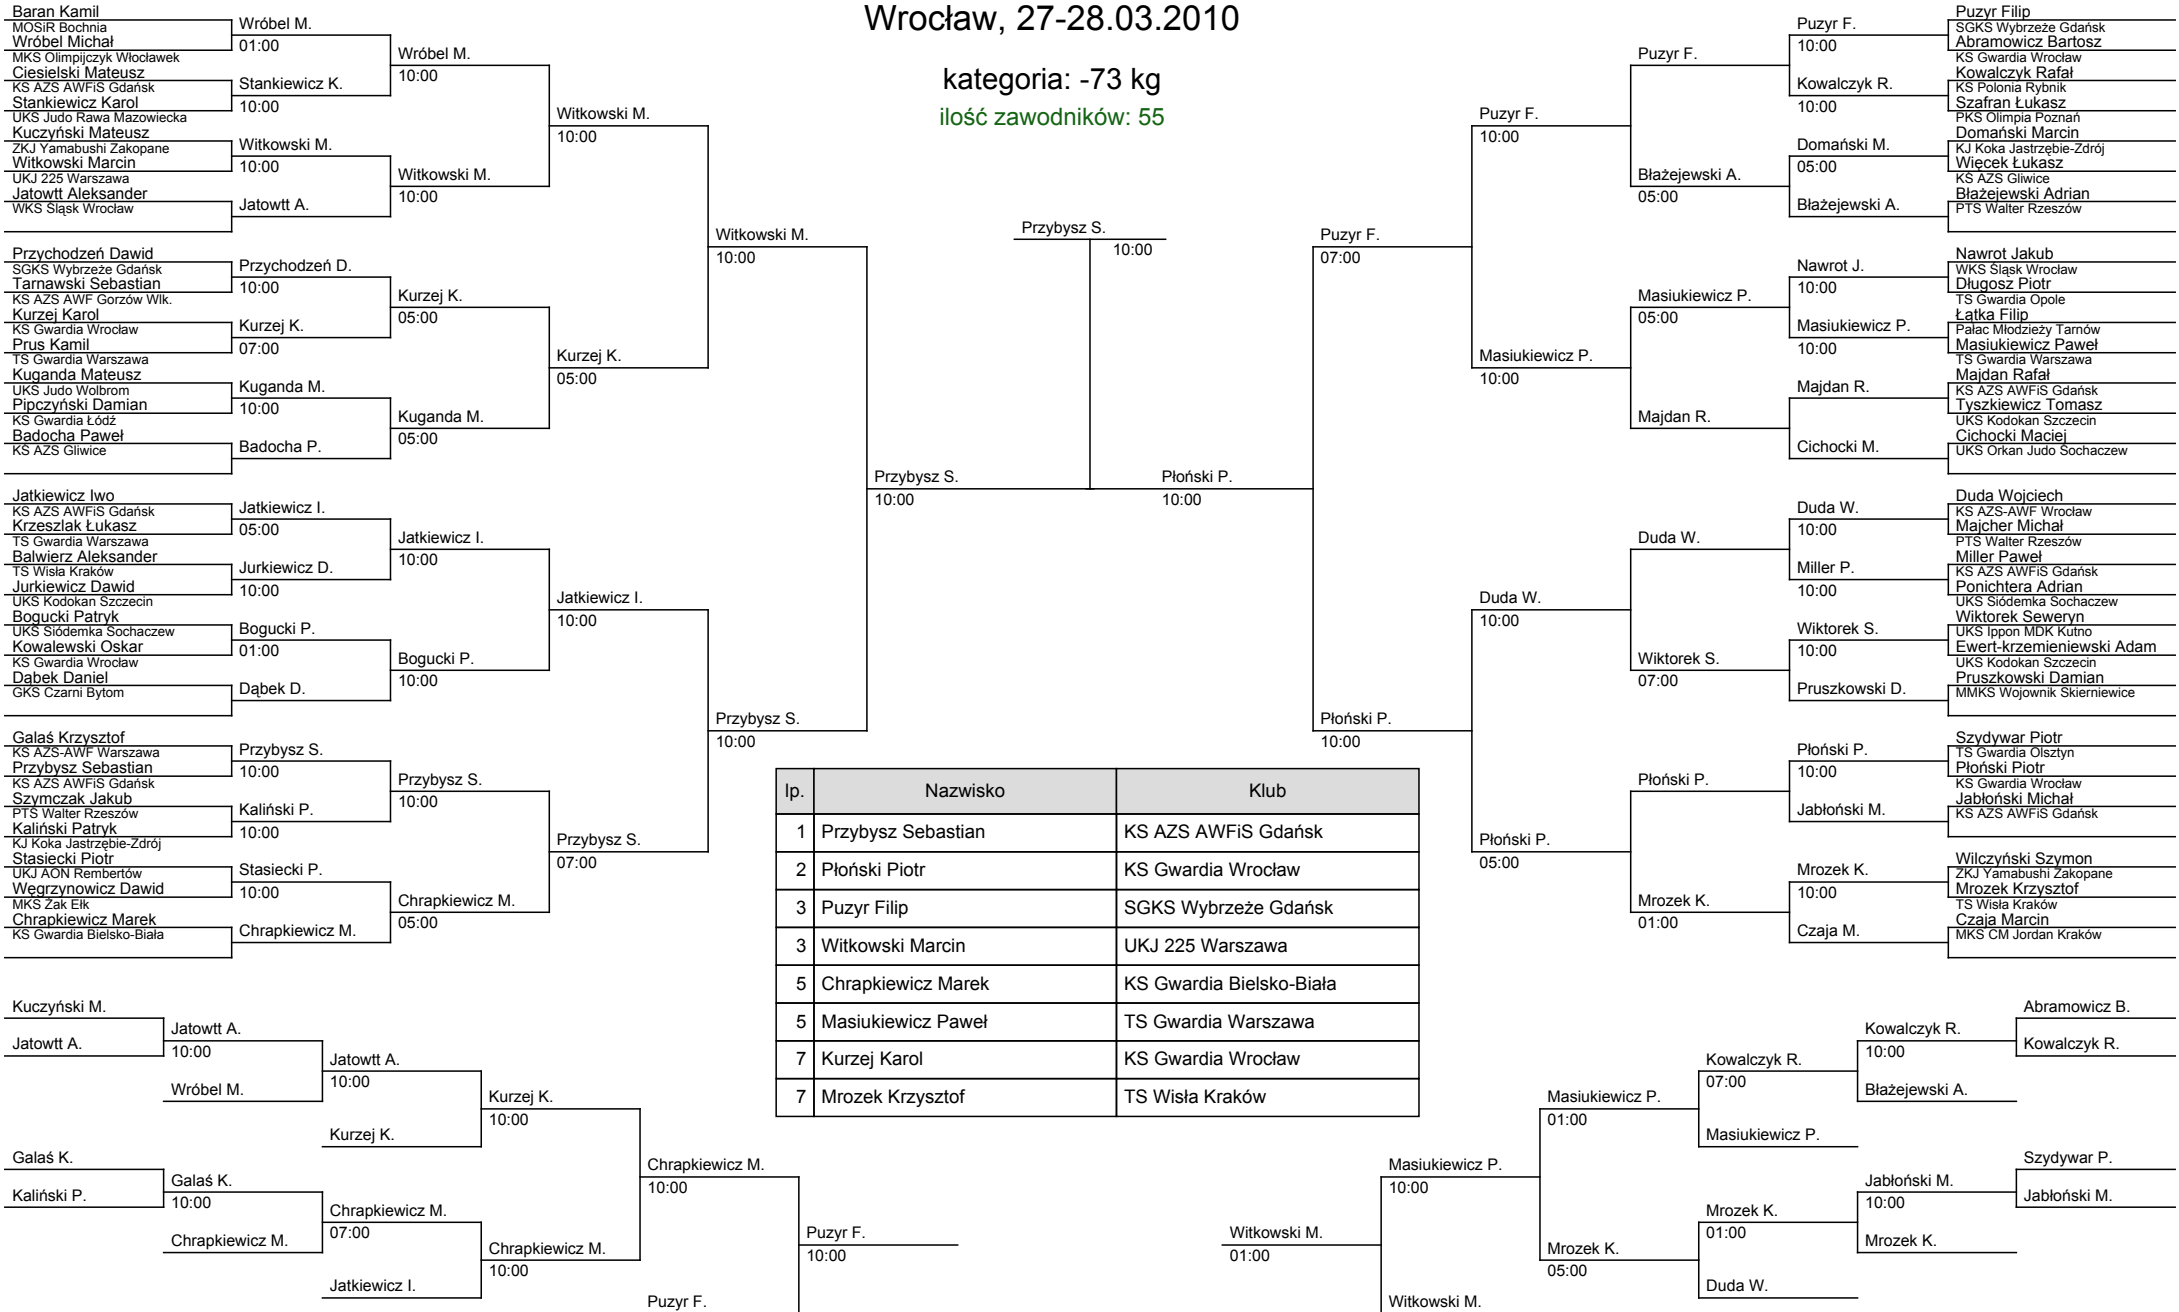 Wrocław, 27-28.03.2010
kategoria: -73 kg
ilość zawodników: 55
Baran Kamil
MOSiR Bochnia
Wróbel Michał
MKS Olimpijczyk Włocławek
Ciesielski Mateusz
KS AZS AWFiS Gdańsk
Stankiewicz Karol
UKS Judo Rawa Mazowiecka
Kuczyński Mateusz
ZKJ Yamabushi Zakopane
Witkowski Marcin
UKJ 225 Warszawa
Jatowtt Aleksander
WKS Śląsk Wrocław
Przychodzeń Dawid
SGKS Wybrzeże Gdańsk
Tarnawski Sebastian
KS AZS AWF Gorzów Wlk.
Kurzej Karol
KS Gwardia Wrocław
Prus Kamil
TS Gwardia Warszawa
Kuganda Mateusz
UKS Judo Wolbrom
Pipczyński Damian
KS Gwardia Łódź
Badocha Paweł
KS AZS Gliwice
Jatkiewicz Iwo
KS AZS AWFiS Gdańsk
Krzeszlak Łukasz
TS Gwardia Warszawa
Balwierz Aleksander
TS Wisła Kraków
Jurkiewicz Dawid
UKS Kodokan Szczecin
Bogucki Patryk
UKS Siódemka Sochaczew
Kowalewski Oskar
KS Gwardia Wrocław
Dąbek Daniel
GKS Czarni Bytom
Galaś Krzysztof
KS AZS-AWF Warszawa
Przybysz Sebastian
KS AZS AWFiS Gdańsk
Szymczak Jakub
PTS Walter Rzeszów
Kaliński Patryk
KJ Koka Jastrzębie-Zdrój
Stasiecki Piotr
UKJ AON Rembertów
Węgrzynowicz Dawid
MKS Żak Ełk
Chrapkiewicz Marek
KS Gwardia Bielsko-Biała
Wróbel M.
01:00
Stankiewicz K.
10:00
Witkowski M.
10:00
Jatowtt A.
Przychodzeń D.
10:00
Kurzej K.
07:00
Kuganda M.
10:00
Badocha P.
Jatkiewicz I.
05:00
Jurkiewicz D.
10:00
Bogucki P.
01:00
Dąbek D.
Przybysz S.
10:00
Kaliński P.
10:00
Stasiecki P.
10:00
Chrapkiewicz M.
Wróbel M.
10:00
Witkowski M.
10:00
Kurzej K.
05:00
Kuganda M.
05:00
Jatkiewicz I.
10:00
Bogucki P.
10:00
Przybysz S.
10:00
Chrapkiewicz M.
05:00
Witkowski M.
10:00
Kurzej K.
05:00
Jatkiewicz I.
10:00
Przybysz S.
07:00
Witkowski M.
10:00
Przybysz S.
10:00
Przybysz S.
10:00
Przybysz S.
10:00
Płoński P.
10:00
Puzyr F.
07:00
Płoński P.
10:00
Puzyr F.
10:00
Masiukiewicz P.
10:00
Duda W.
10:00
Płoński P.
05:00
Puzyr F.
Błażejewski A.
05:00
Masiukiewicz P.
05:00
Majdan R.
Duda W.
Wiktorek S.
07:00
Płoński P.
Mrozek K.
01:00
Puzyr F.
10:00
Kowalczyk R.
10:00
Domański M.
05:00
Błażejewski A.
Nawrot J.
10:00
Masiukiewicz P.
10:00
Majdan R.
Cichocki M.
Duda W.
10:00
Miller P.
10:00
Wiktorek S.
10:00
Pruszkowski D.
Płoński P.
10:00
Jabłoński M.
Mrozek K.
10:00
Czaja M.
Puzyr Filip
SGKS Wybrzeże Gdańsk
Abramowicz Bartosz
KS Gwardia Wrocław
Kowalczyk Rafał
KS Polonia Rybnik
Szafran Łukasz
PKS Olimpia Poznań
Domański Marcin
KJ Koka Jastrzębie-Zdrój
Więcek Łukasz
KS AZS Gliwice
Błażejewski Adrian
PTS Walter Rzeszów
Nawrot Jakub
WKS Śląsk Wrocław
Długosz Piotr
TS Gwardia Opole
Łątka Filip
Pałac Młodzieży Tarnów
Masiukiewicz Paweł
TS Gwardia Warszawa
Majdan Rafał
KS AZS AWFiS Gdańsk
Tyszkiewicz Tomasz
UKS Kodokan Szczecin
Cichocki Maciej
UKS Orkan Judo Sochaczew
Duda Wojciech
KS AZS-AWF Wrocław
Majcher Michał
PTS Walter Rzeszów
Miller Paweł
KS AZS AWFiS Gdańsk
Ponichtera Adrian
UKS Siódemka Sochaczew
Wiktorek Seweryn
UKS Ippon MDK Kutno
Ewert-krzemieniewski Adam
UKS Kodokan Szczecin
Pruszkowski Damian
MMKS Wojownik Skierniewice
Szydywar Piotr
TS Gwardia Olsztyn
Płoński Piotr
KS Gwardia Wrocław
Jabłoński Michał
KS AZS AWFiS Gdańsk
Wilczyński Szymon
ZKJ Yamabushi Zakopane
Mrozek Krzysztof
TS Wisła Kraków
Czaja Marcin
MKS CM Jordan Kraków
lp. Nazwisko Klub
1 Przybysz Sebastian KS AZS AWFiS Gdańsk
2 Płoński Piotr KS Gwardia Wrocław
3 Puzyr Filip SGKS Wybrzeże Gdańsk
3 Witkowski Marcin UKJ 225 Warszawa
5 Chrapkiewicz Marek KS Gwardia Bielsko-Biała
5 Masiukiewicz Paweł TS Gwardia Warszawa
7 Kurzej Karol KS Gwardia Wrocław
7 Mrozek Krzysztof TS Wisła Kraków
Kuczyński M.
Jatowtt A.
Galaś K.
Kaliński P.
Jatowtt A.
10:00
Wróbel M.
Galaś K.
10:00
Chrapkiewicz M.
Jatowtt A.
10:00
Kurzej K.
Chrapkiewicz M.
07:00
Jatkiewicz I.
Kurzej K.
10:00
Chrapkiewicz M.
10:00
Chrapkiewicz M.
10:00
Puzyr F.
Puzyr F.
10:00
Witkowski M.
01:00
Masiukiewicz P.
10:00
Witkowski M.
Masiukiewicz P.
01:00
Mrozek K.
05:00
Kowalczyk R.
07:00
Masiukiewicz P.
Mrozek K.
01:00
Duda W.
Kowalczyk R.
10:00
Błażejewski A.
Jabłoński M.
10:00
Mrozek K.
Abramowicz B.
Kowalczyk R.
Szydywar P.
Jabłoński M.